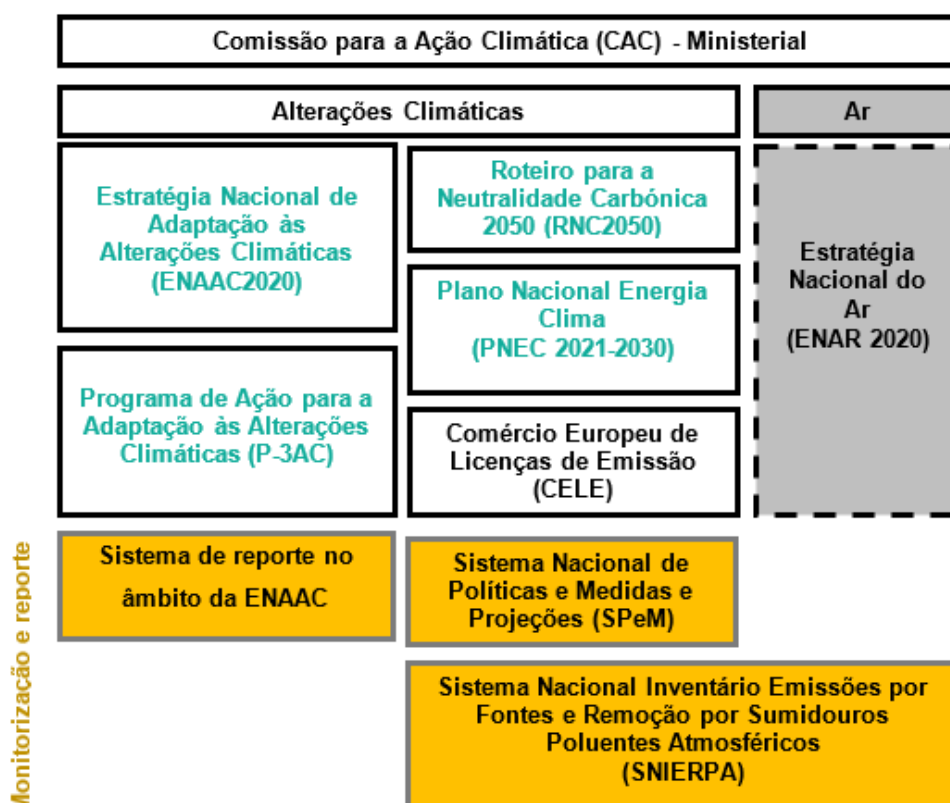 Comissão para a Ação Climática (CAC) - Ministerial
Alterações Climáticas
Ar
Estratégia Nacional de
Adaptação às
Alterações Climáticas
(ENAAC2020)
Roteiro para a
Neutralidade Carbónica
2050 (RNC2050)
Plano Nacional Energia
Clima
(PNEC 2021-2030)
Estratégia
Nacional do
Ar
(ENAR 2020)
Programa de Ação para a
Adaptação às Alterações
Climáticas (P-3AC)
Comércio Europeu de
Licenças de Emissão
(CELE)
Monitorização e reporte
Sistema de reporte no
âmbito da ENAAC
Sistema Nacional de
Políticas e Medidas e
Projeções (SPeM)
Sistema Nacional Inventário Emissões por
Fontes e Remoção por Sumidouros
Poluentes Atmosféricos
(SNIERPA)